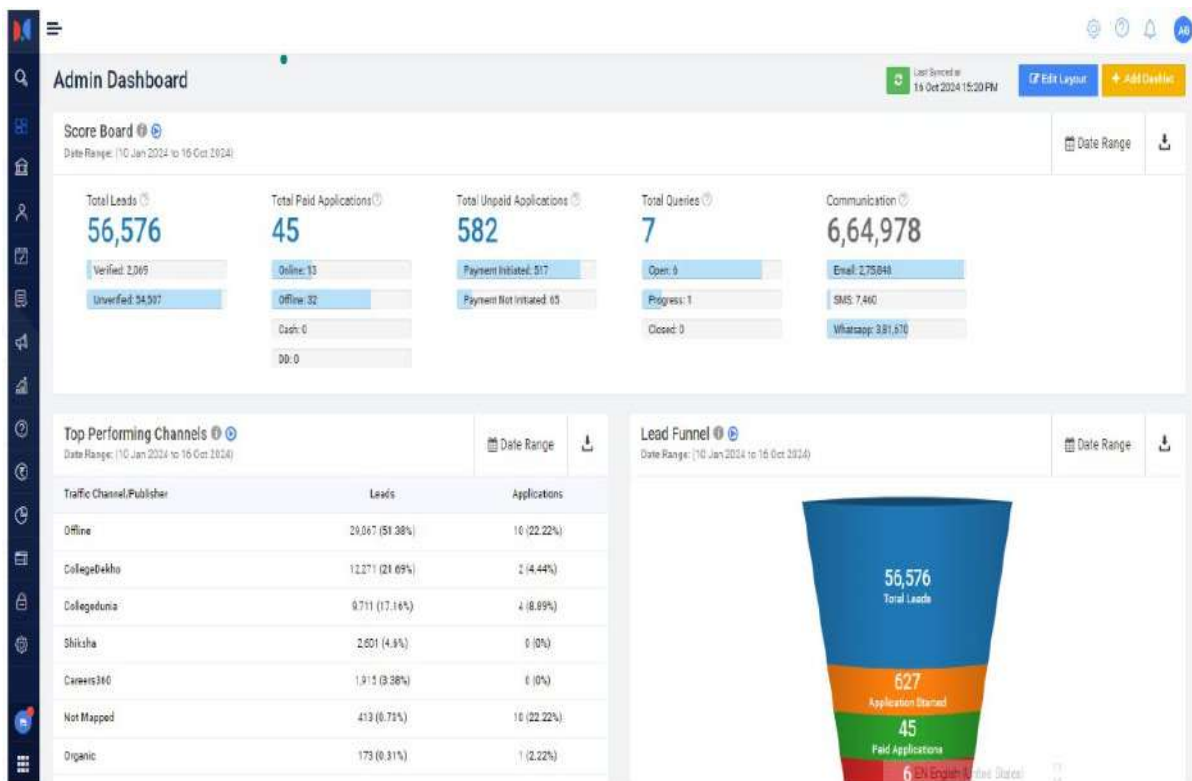 AG
Admin Dashboard
Last Synced at
16 Oct 2024 15:20 PM
Edit Layout
+ Add Dashlet
Score Board
Date Range: (10 Jan 2024 to 16 Oct 2024)
Date Range
Total Leads
56,576
Verified: 2,069
Unverified: 54,507
Total Paid Applications
45
Online: 13
Offline: 32
Cash: 0
DD: 0
Total Unpaid Applications
582
Payment Initiated: 517
Payment Not Initiated: 65
Total Queries
7
Open: 6
Progress: 1
Closed: 0
Communication
6,64,978
Email: 2,75,848
SMS: 7,460
Whatsapp: 3,81,670
Top Performing Channels
Date Range: (10 Jan 2024 to 16 Oct 2024)
Date Range
Traffic Channel/Publisher Leads Applications
Offline 29,067 (51.38%) 10 (22.22%)
CollegeDekho 12,271 (21.69%) 2 (4.44%)
Collegedunia 9,711 (17.16%) 4 (8.89%)
Shiksha 2,601 (4.6%) 0 (0%)
Careers360 1,915 (3.38%) 0 (0%)
Not Mapped 413 (0.73%) 10 (22.22%)
Organic 173 (0.31%) 1 (2.22%)
Lead Funnel
Date Range: (10 Jan 2024 to 16 Oct 2024)
Date Range
56,576
Total Leads
627
Application Started
45
Paid Applications
6
EN English (United States)